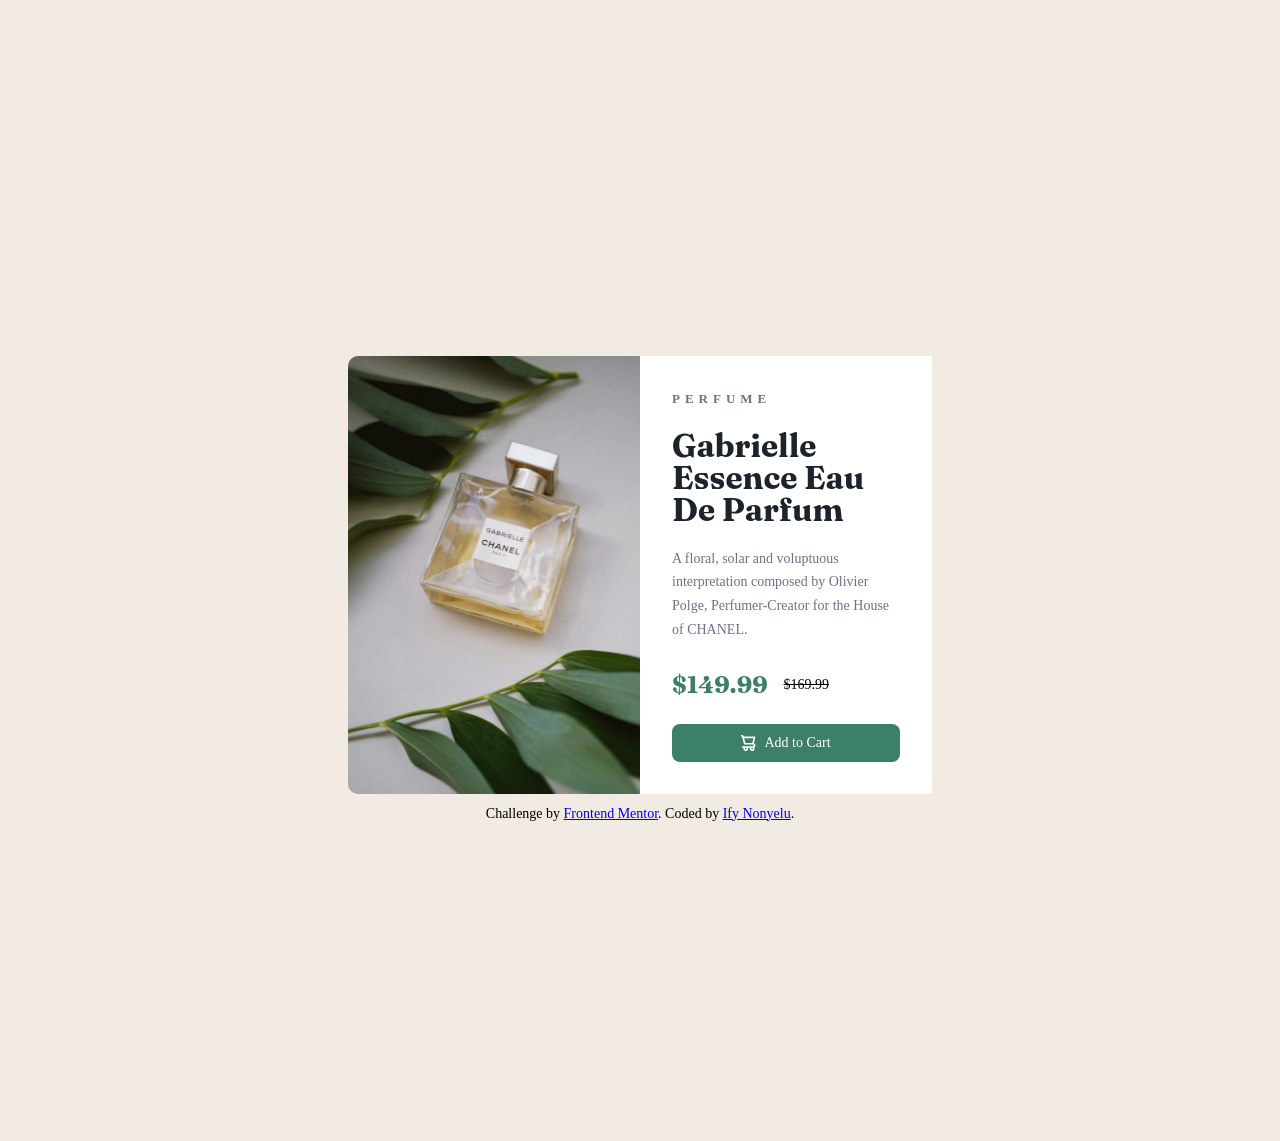 PERFUME
Gabrielle
Essence Eau
De Parfum
A floral, solar and voluptuous
interpretation composed by Olivier
Polge, Perfumer-Creator for the House
of CHANEL.
$149.99 $169.99
Add to Cart
GABRIELLE
CHANEL
PARIS
Challenge by Frontend Mentor. Coded by Ify Nonyelu.